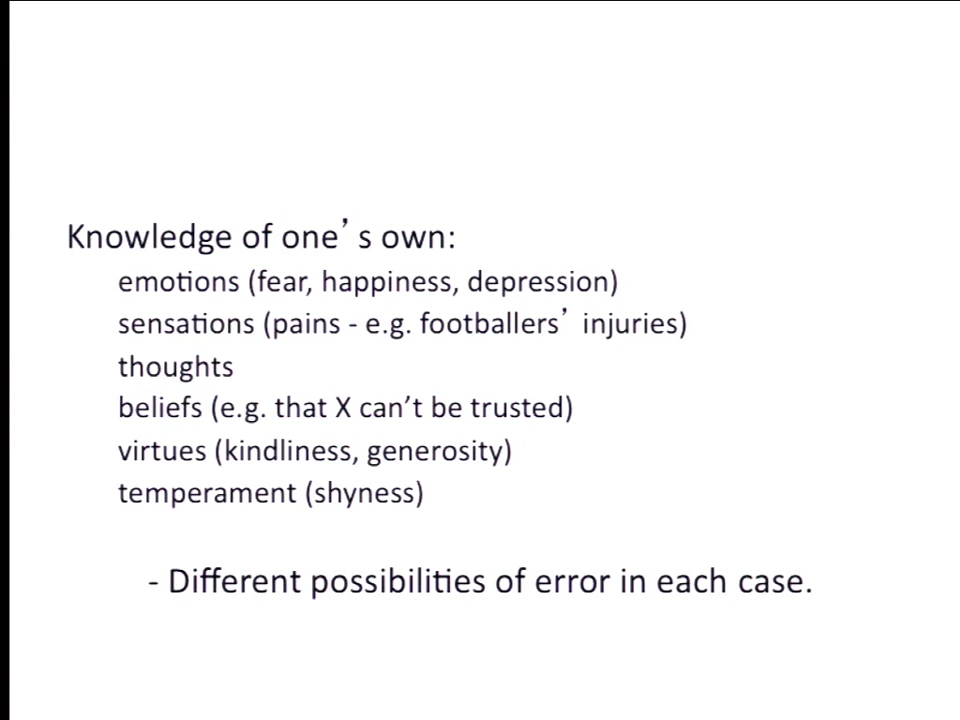 Knowledge of one’s own:
emotions (fear, happiness, depression)
sensations (pains - e.g. footballers’ injuries)
thoughts
beliefs (e.g. that X can’t be trusted)
virtues (kindliness, generosity)
temperament (shyness)
- Different possibilities of error in each case.